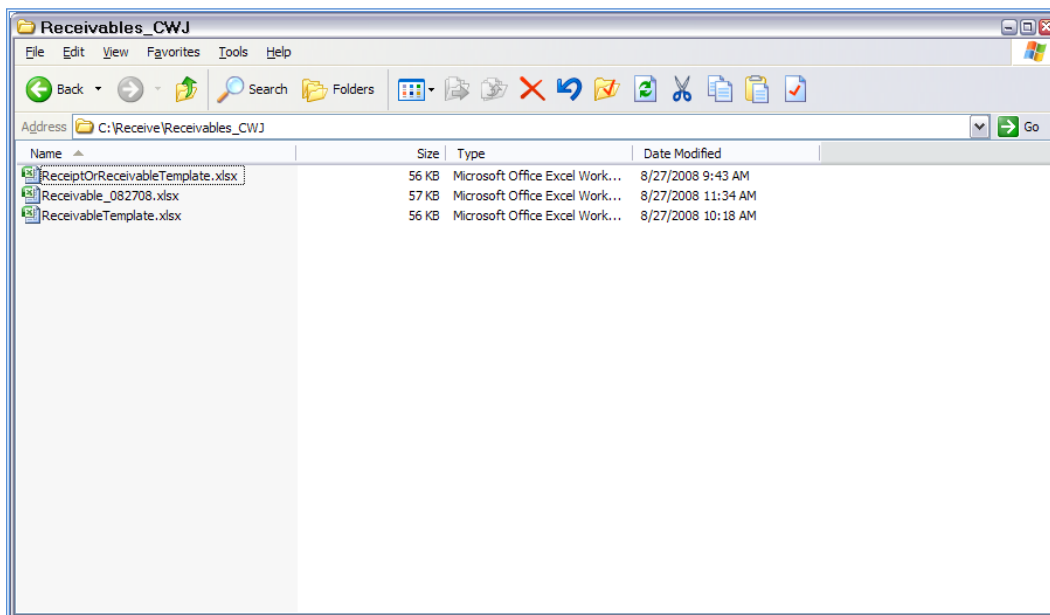 Receivables_CWJ
File Edit View Favorites Tools Help
Back Search Folders
Address C:\Receive\Receivables_CWJ Go
Name Size Type Date Modified
ReceiptOrReceivableTemplate.xlsx 56 KB Microsoft Office Excel Work... 8/27/2008 9:43 AM
Receivable_082708.xlsx 57 KB Microsoft Office Excel Work... 8/27/2008 11:34 AM
ReceivableTemplate.xlsx 56 KB Microsoft Office Excel Work... 8/27/2008 10:18 AM